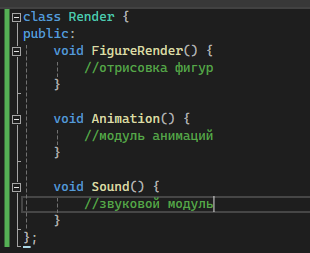 class Render {
public:
void FigureRender() {
//отрисовка фигур
}
void Animation() {
//модуль анимаций
}
void Sound() {
//звуковой модуль
}
};